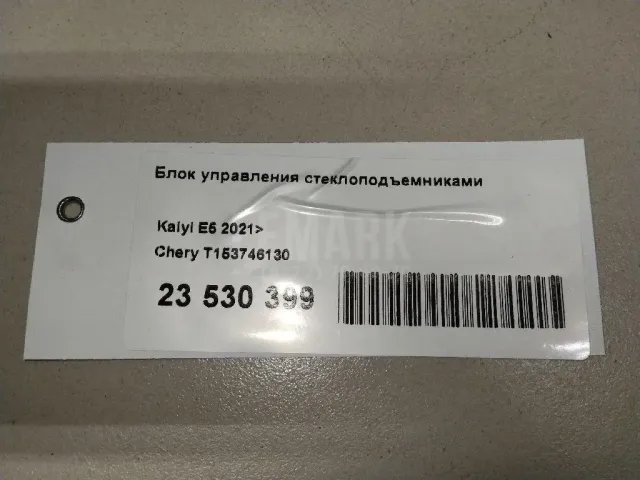 Блок управления стеклоподъемниками
Kaiyi E5 2021>
Chery T153746130
23 530 399